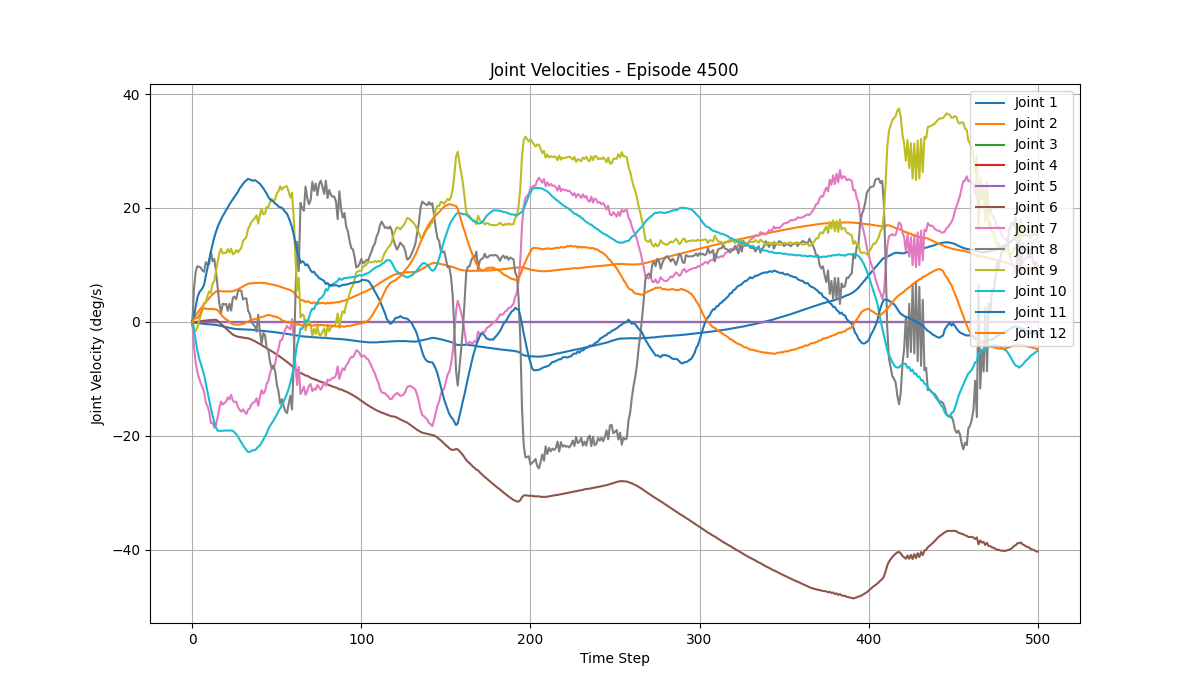 Joint Velocities - Episode 4500
Joint Velocity (deg/s)
40
20
0
−20
−40
0 100 200 300 400 500
Time Step
Joint 1
Joint 2
Joint 3
Joint 4
Joint 5
Joint 6
Joint 7
Joint 8
Joint 9
Joint 10
Joint 11
Joint 12